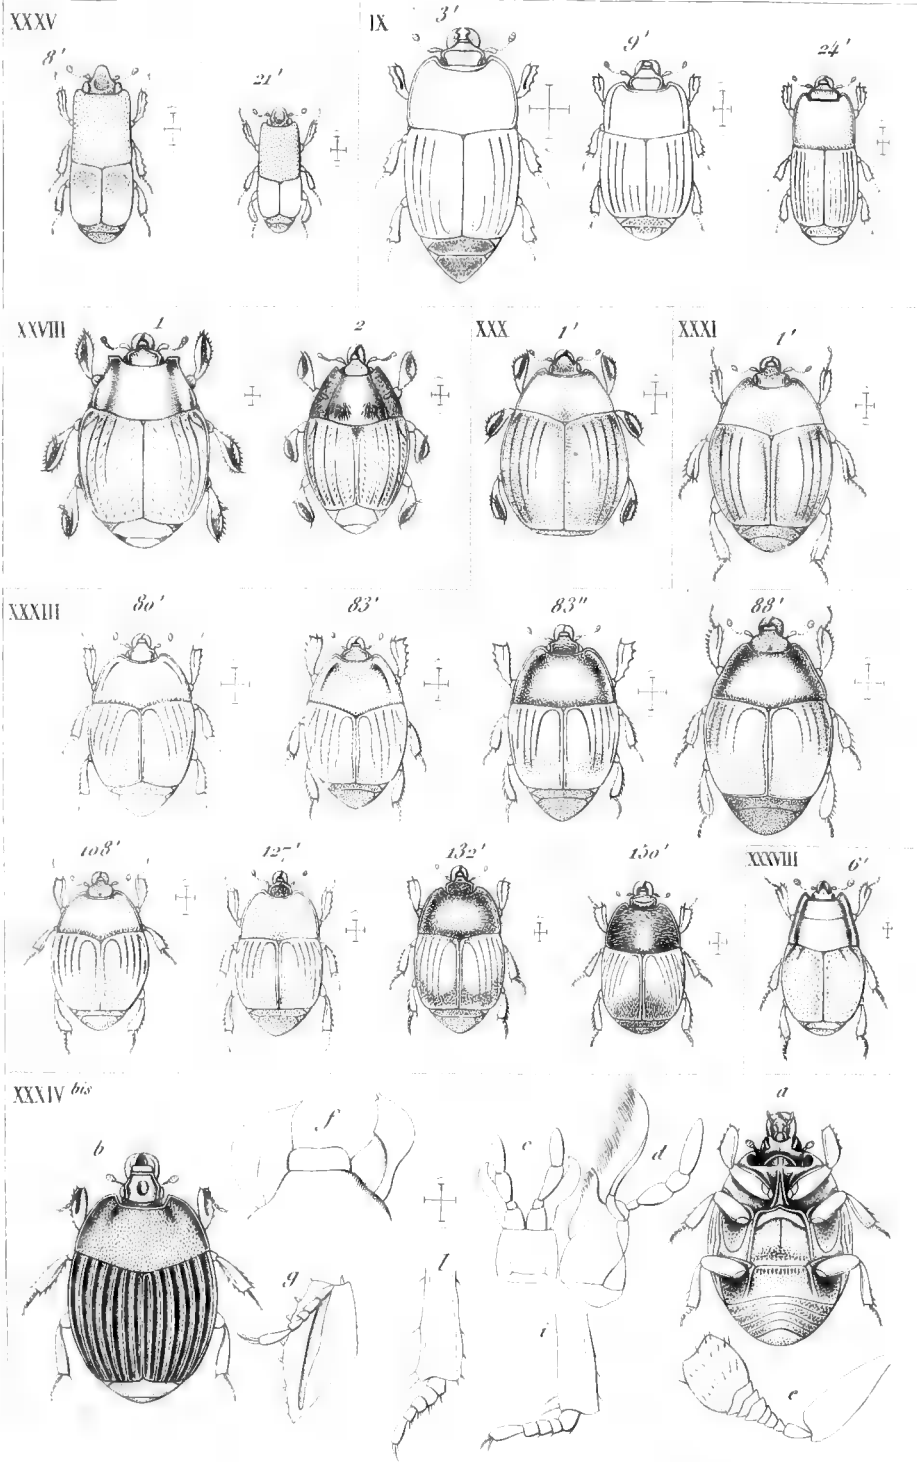 XXXV
8'
21'
IX
3'
9'
24'
XXVIII
1
2
XXX
1'
XXXI
1'
XXXIII
80'
83'
83"
88'
108'
127'
132'
150'
XXXVIII
6'
XXXIV bis
b
f
c
d
a
g
l
i
e